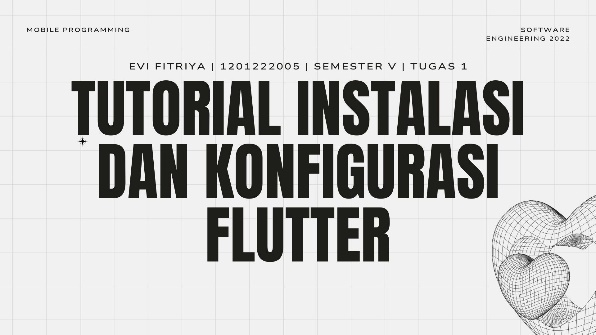 MOBILE PROGRAMMING
SOFTWARE
ENGINEERING 2022
EVI FITRIYA | 1201222005 | SEMESTER V | TUGAS 1
TUTORIAL INSTALASI
DAN KONFIGURASI
FLUTTER